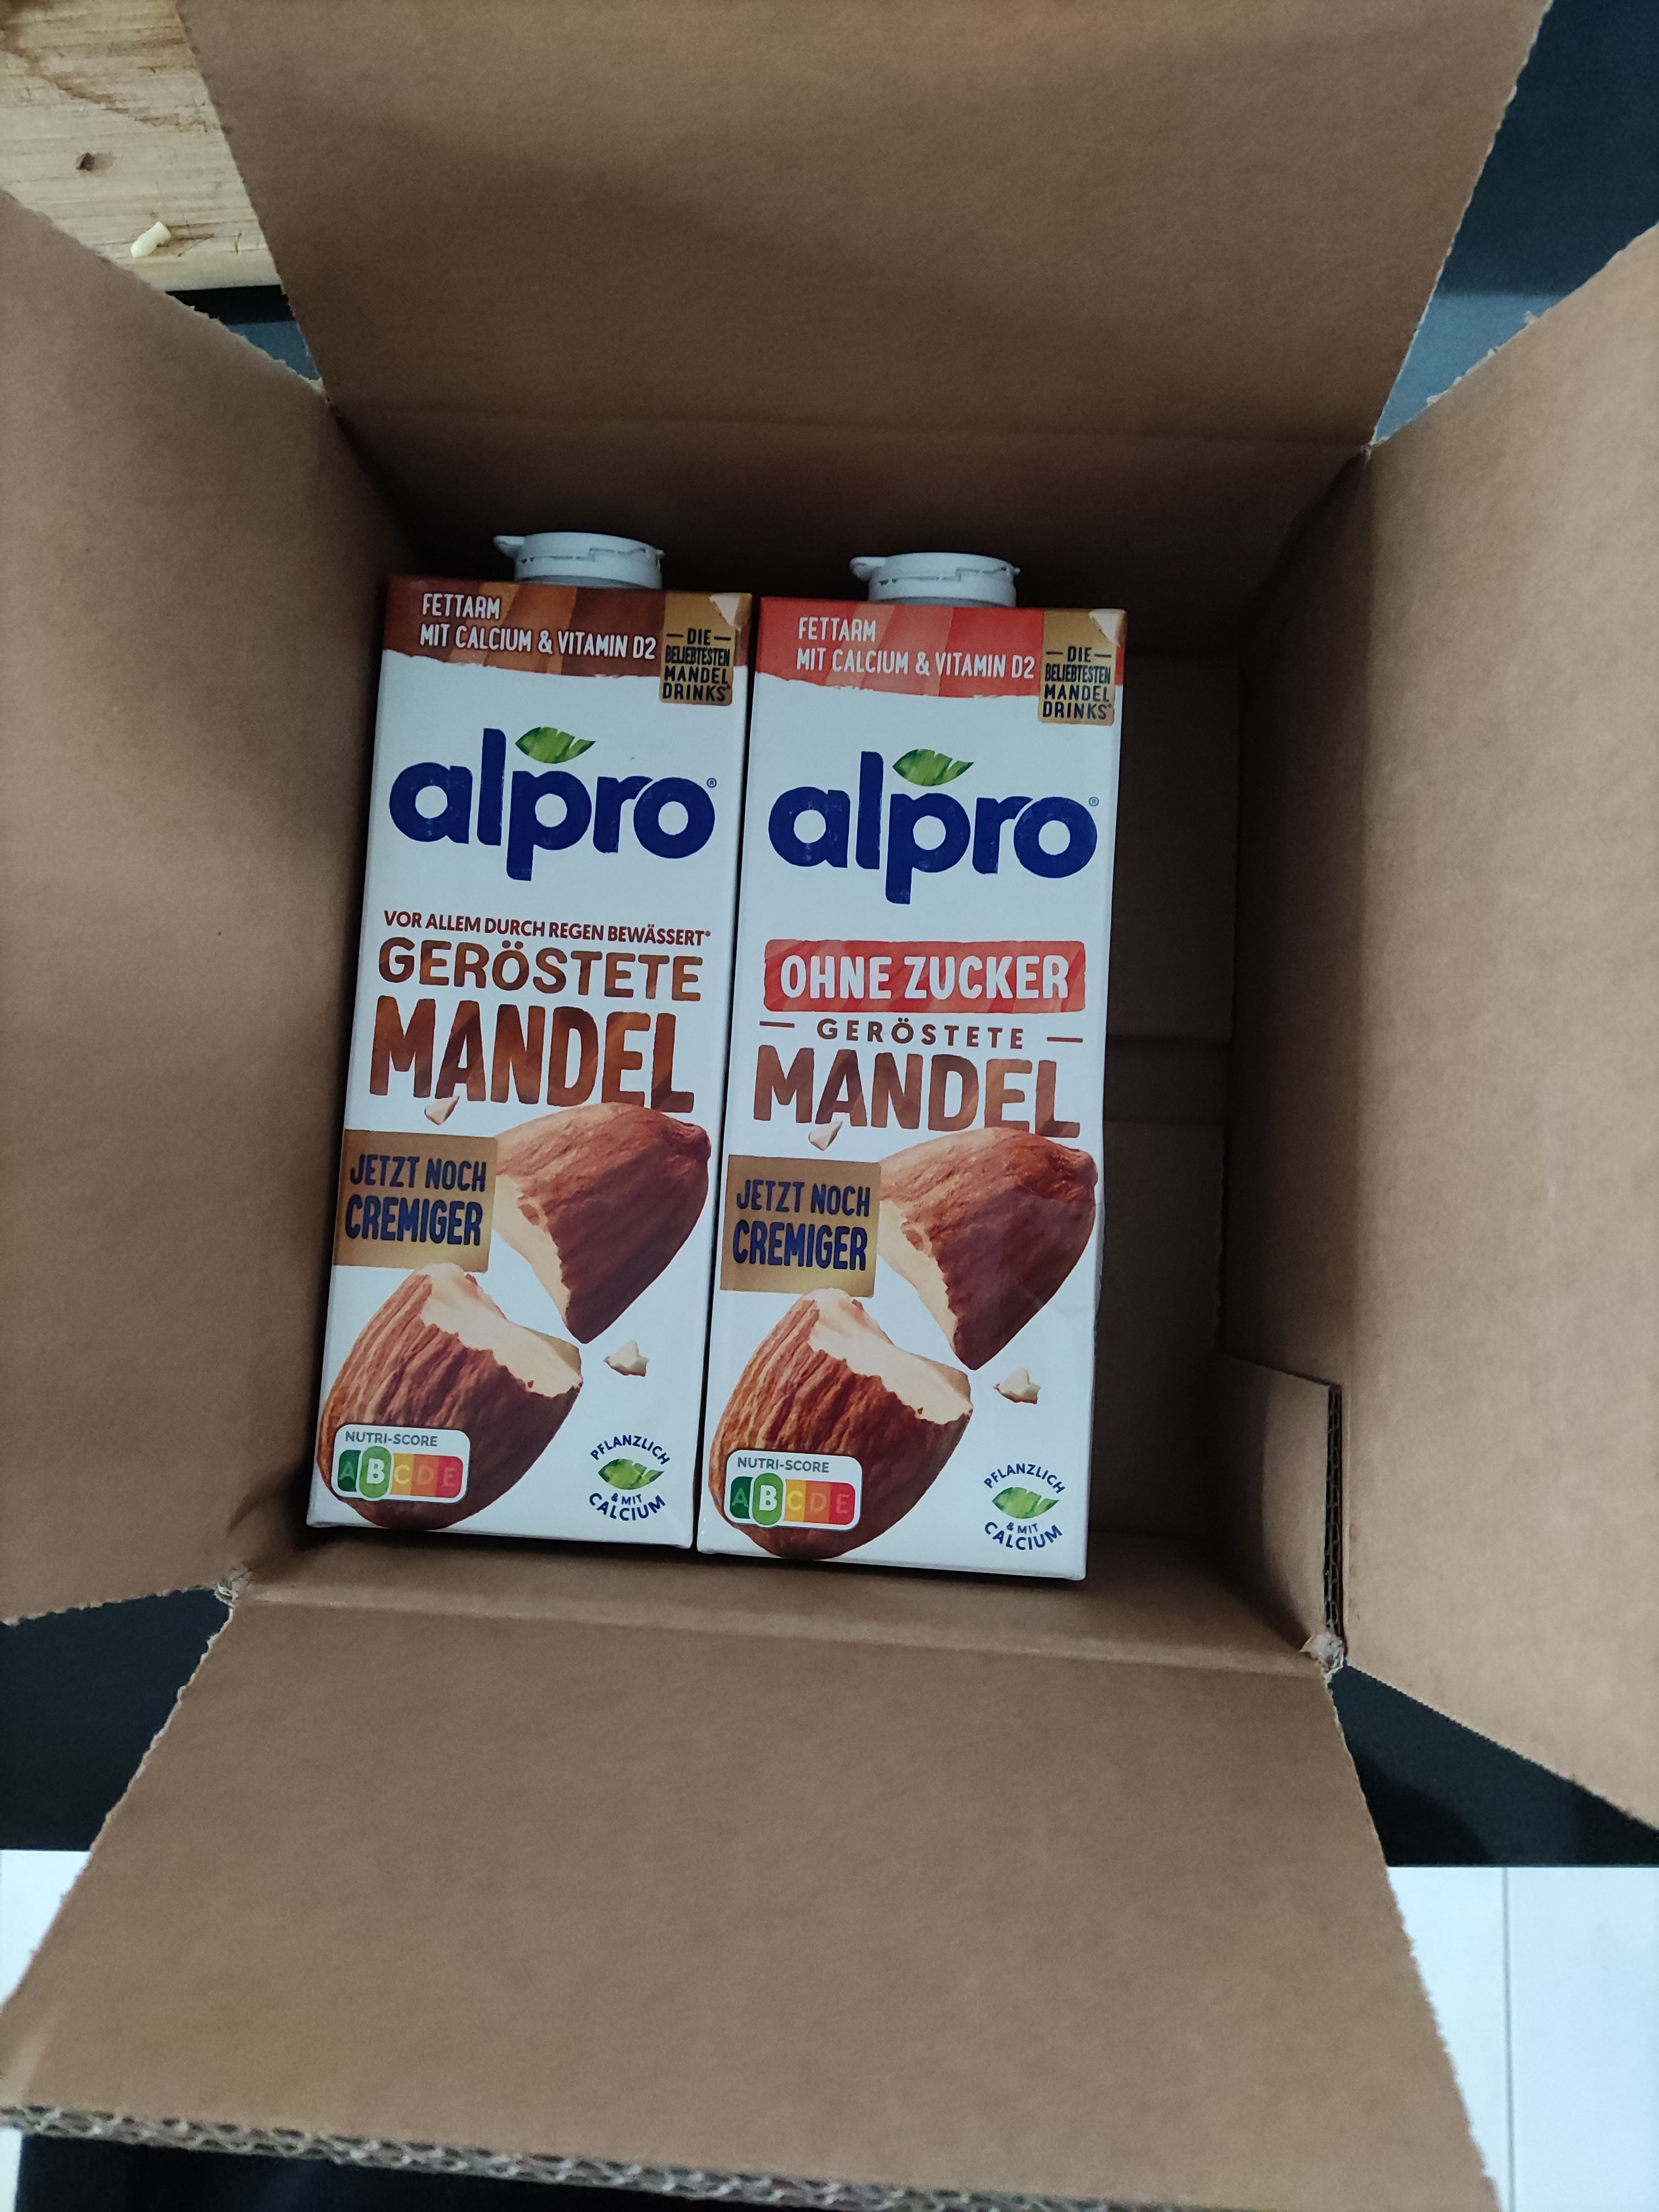 FETTARM
MIT CALCIUM & VITAMIN D2
DIE
BELIEBTESTEN
MANDEL
DRINKS*
alpro®
VOR ALLEM DURCH REGEN BEWÄSSERT*
GERÖSTETE
MANDEL
JETZT NOCH
CREMIGER
NUTRI-SCORE
A B C D E
PFLANZLICH
& MIT
CALCIUM
FETTARM
MIT CALCIUM & VITAMIN D2
DIE
BELIEBTESTEN
MANDEL
DRINKS*
alpro®
OHNE ZUCKER
GERÖSTETE
MANDEL
JETZT NOCH
CREMIGER
NUTRI-SCORE
A B C D E
PFLANZLICH
& MIT
CALCIUM